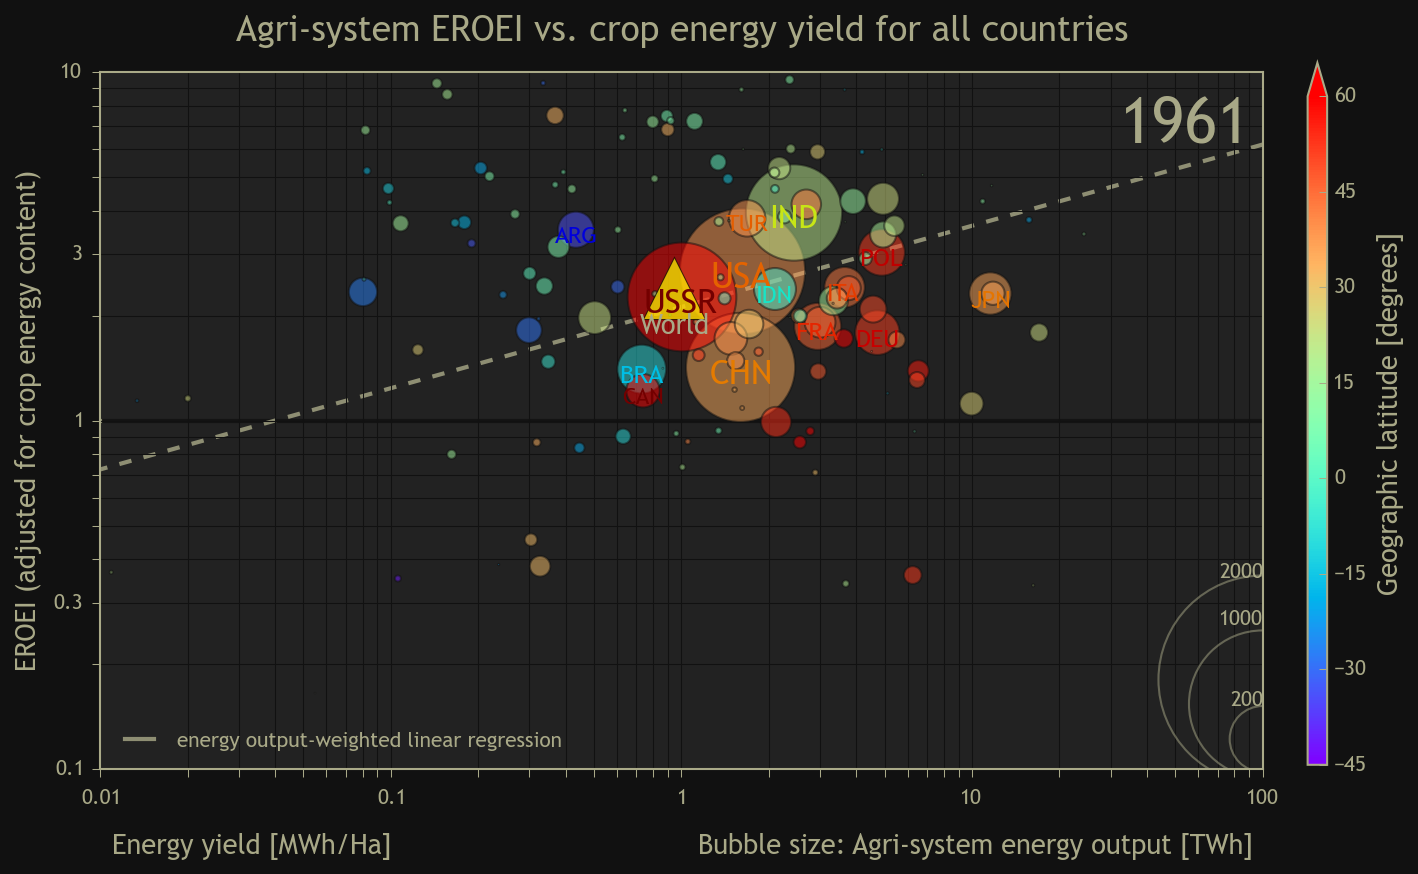 Agri-system EROEI vs. crop energy yield for all countries
1961
EROEI (adjusted for crop energy content)
10
3
1
0.3
0.1
TUR
IND
ARG
POL
USA
IDN
ITA
JPN
USSR
World
FRA
DEU
BRA
CHN
CAN
2000
1000
200
energy output-weighted linear regression
0.01
0.1
1
10
100
Energy yield [MWh/Ha]
Bubble size: Agri-system energy output [TWh]
60
45
30
15
0
−15
−30
−45
Geographic latitude [degrees]